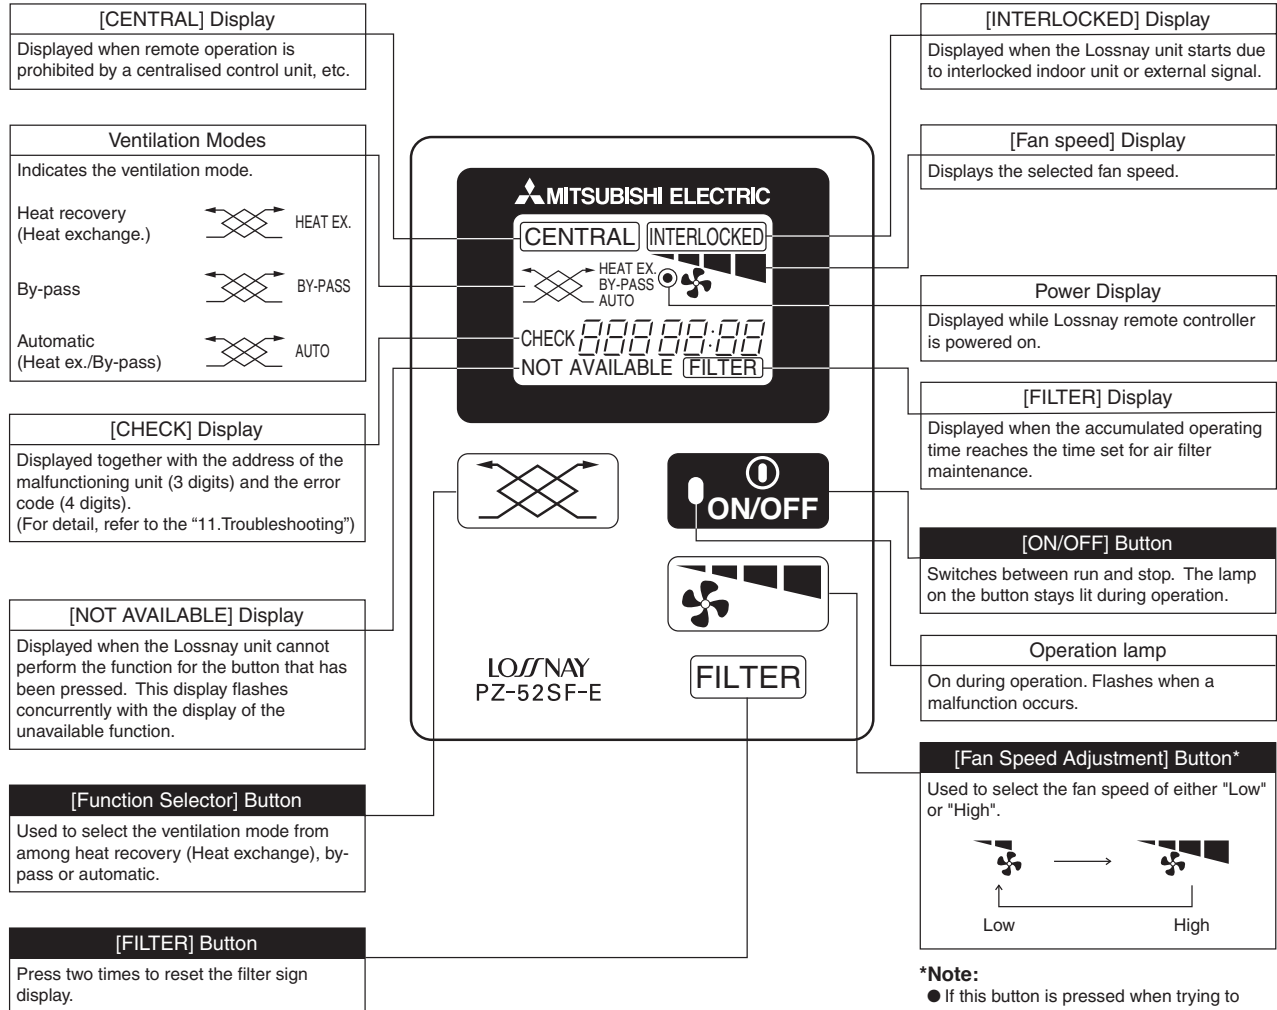 [CENTRAL] Display
Displayed when remote operation is
prohibited by a centralised control unit, etc.
Ventilation Modes
Indicates the ventilation mode.
Heat recovery
(Heat exchange.)
HEAT EX.
By-pass
BY-PASS
Automatic
(Heat ex./By-pass)
AUTO
[CHECK] Display
Displayed together with the address of the
malfunctioning unit (3 digits) and the error
code (4 digits).
(For detail, refer to the “11.Troubleshooting”)
[NOT AVAILABLE] Display
Displayed when the Lossnay unit cannot
perform the function for the button that has
been pressed. This display flashes
concurrently with the display of the
unavailable function.
[Function Selector] Button
Used to select the ventilation mode from
among heat recovery (Heat exchange), by-
pass or automatic.
[FILTER] Button
Press two times to reset the filter sign
display.
MITSUBISHI ELECTRIC
CENTRAL INTERLOCKED
HEAT EX.
BY-PASS
AUTO
CHECK 888 88:88
NOT AVAILABLE FILTER
ON/OFF
LOSSNAY
PZ-52SF-E
FILTER
[INTERLOCKED] Display
Displayed when the Lossnay unit starts due
to interlocked indoor unit or external signal.
[Fan speed] Display
Displays the selected fan speed.
Power Display
Displayed while Lossnay remote controller
is powered on.
[FILTER] Display
Displayed when the accumulated operating
time reaches the time set for air filter
maintenance.
[ON/OFF] Button
Switches between run and stop. The lamp
on the button stays lit during operation.
Operation lamp
On during operation. Flashes when a
malfunction occurs.
[Fan Speed Adjustment] Button*
Used to select the fan speed of either "Low"
or "High".
Low High
*Note:
● If this button is pressed when trying to